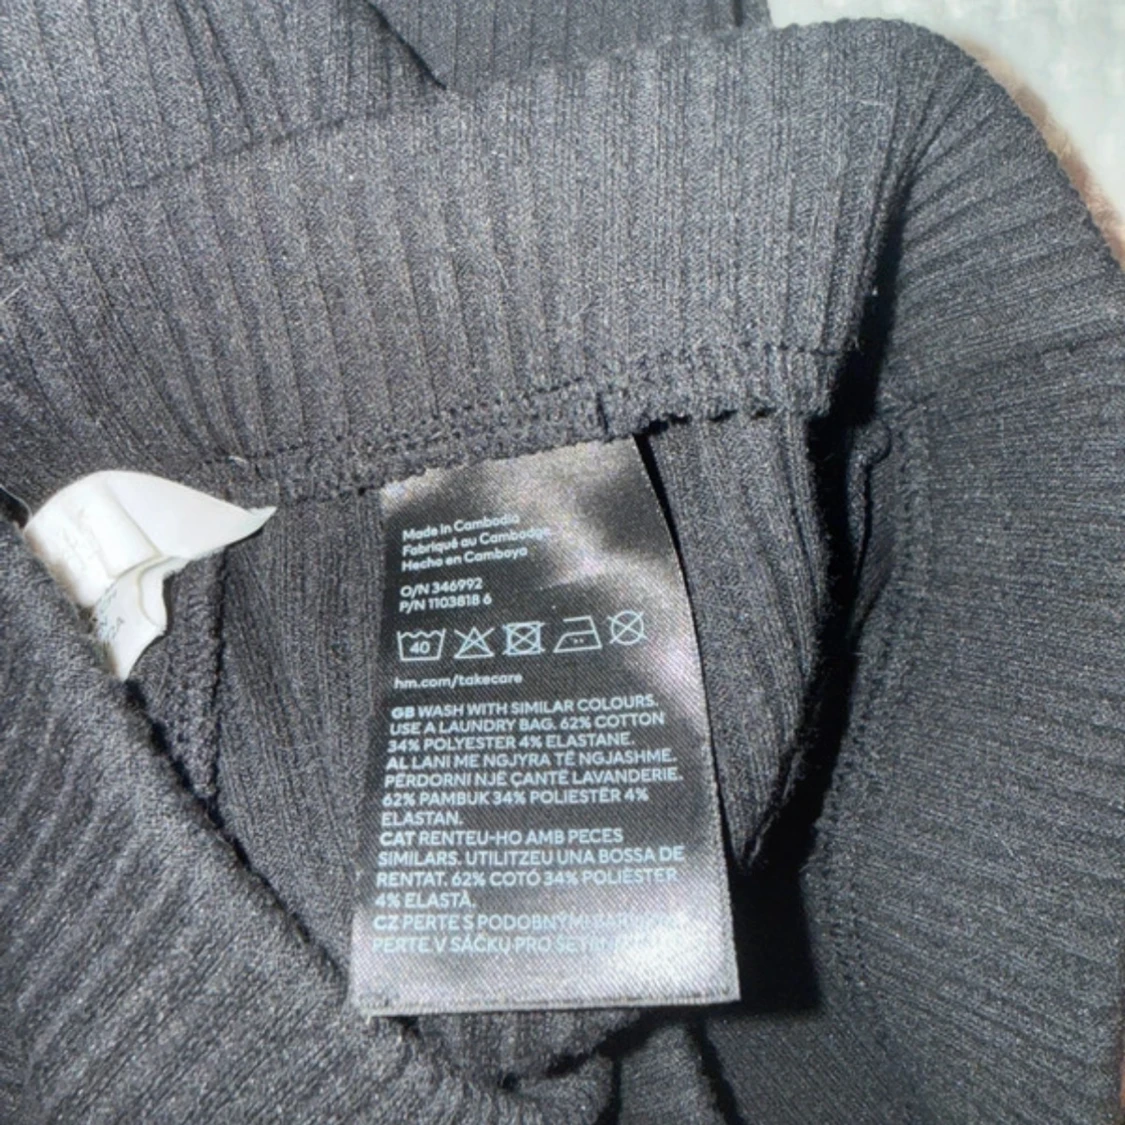 Made in Cambodia
Fabriqué au Cambodge
Hecho en Camboya
O/N 346992
P/N 1103818 6
40
hm.com/takecare
GB WASH WITH SIMILAR COLOURS.
USE A LAUNDRY BAG. 62% COTTON
34% POLYESTER 4% ELASTANE.
AL LANI ME NGJYRA TË NGJASHME.
PËRDORNI NJË ÇANTË LAVANDERIE.
62% PAMBUK 34% POLIESTËR 4%
ELASTAN.
CAT RENTEU-HO AMB PECES
SIMILARS. UTILITZEU UNA BOSSA DE
RENTAT. 62% COTÓ 34% POLIÈSTER
4% ELASTÀ.
CZ PERTE S PODOBNÝMI
PERTE V SÁČKU PRO